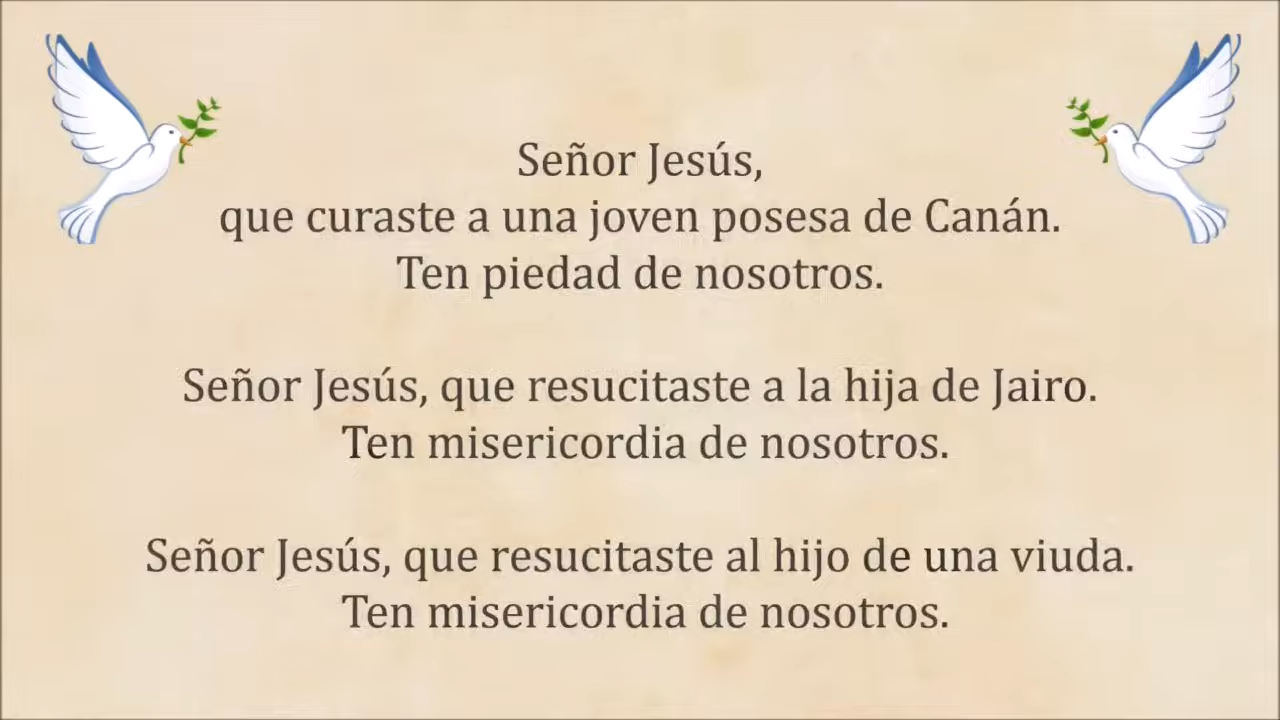 Señor Jesús,
que curaste a una joven posesa de Canán.
Ten piedad de nosotros.
Señor Jesús, que resucitaste a la hija de Jairo.
Ten misericordia de nosotros.
Señor Jesús, que resucitaste al hijo de una viuda.
Ten misericordia de nosotros.